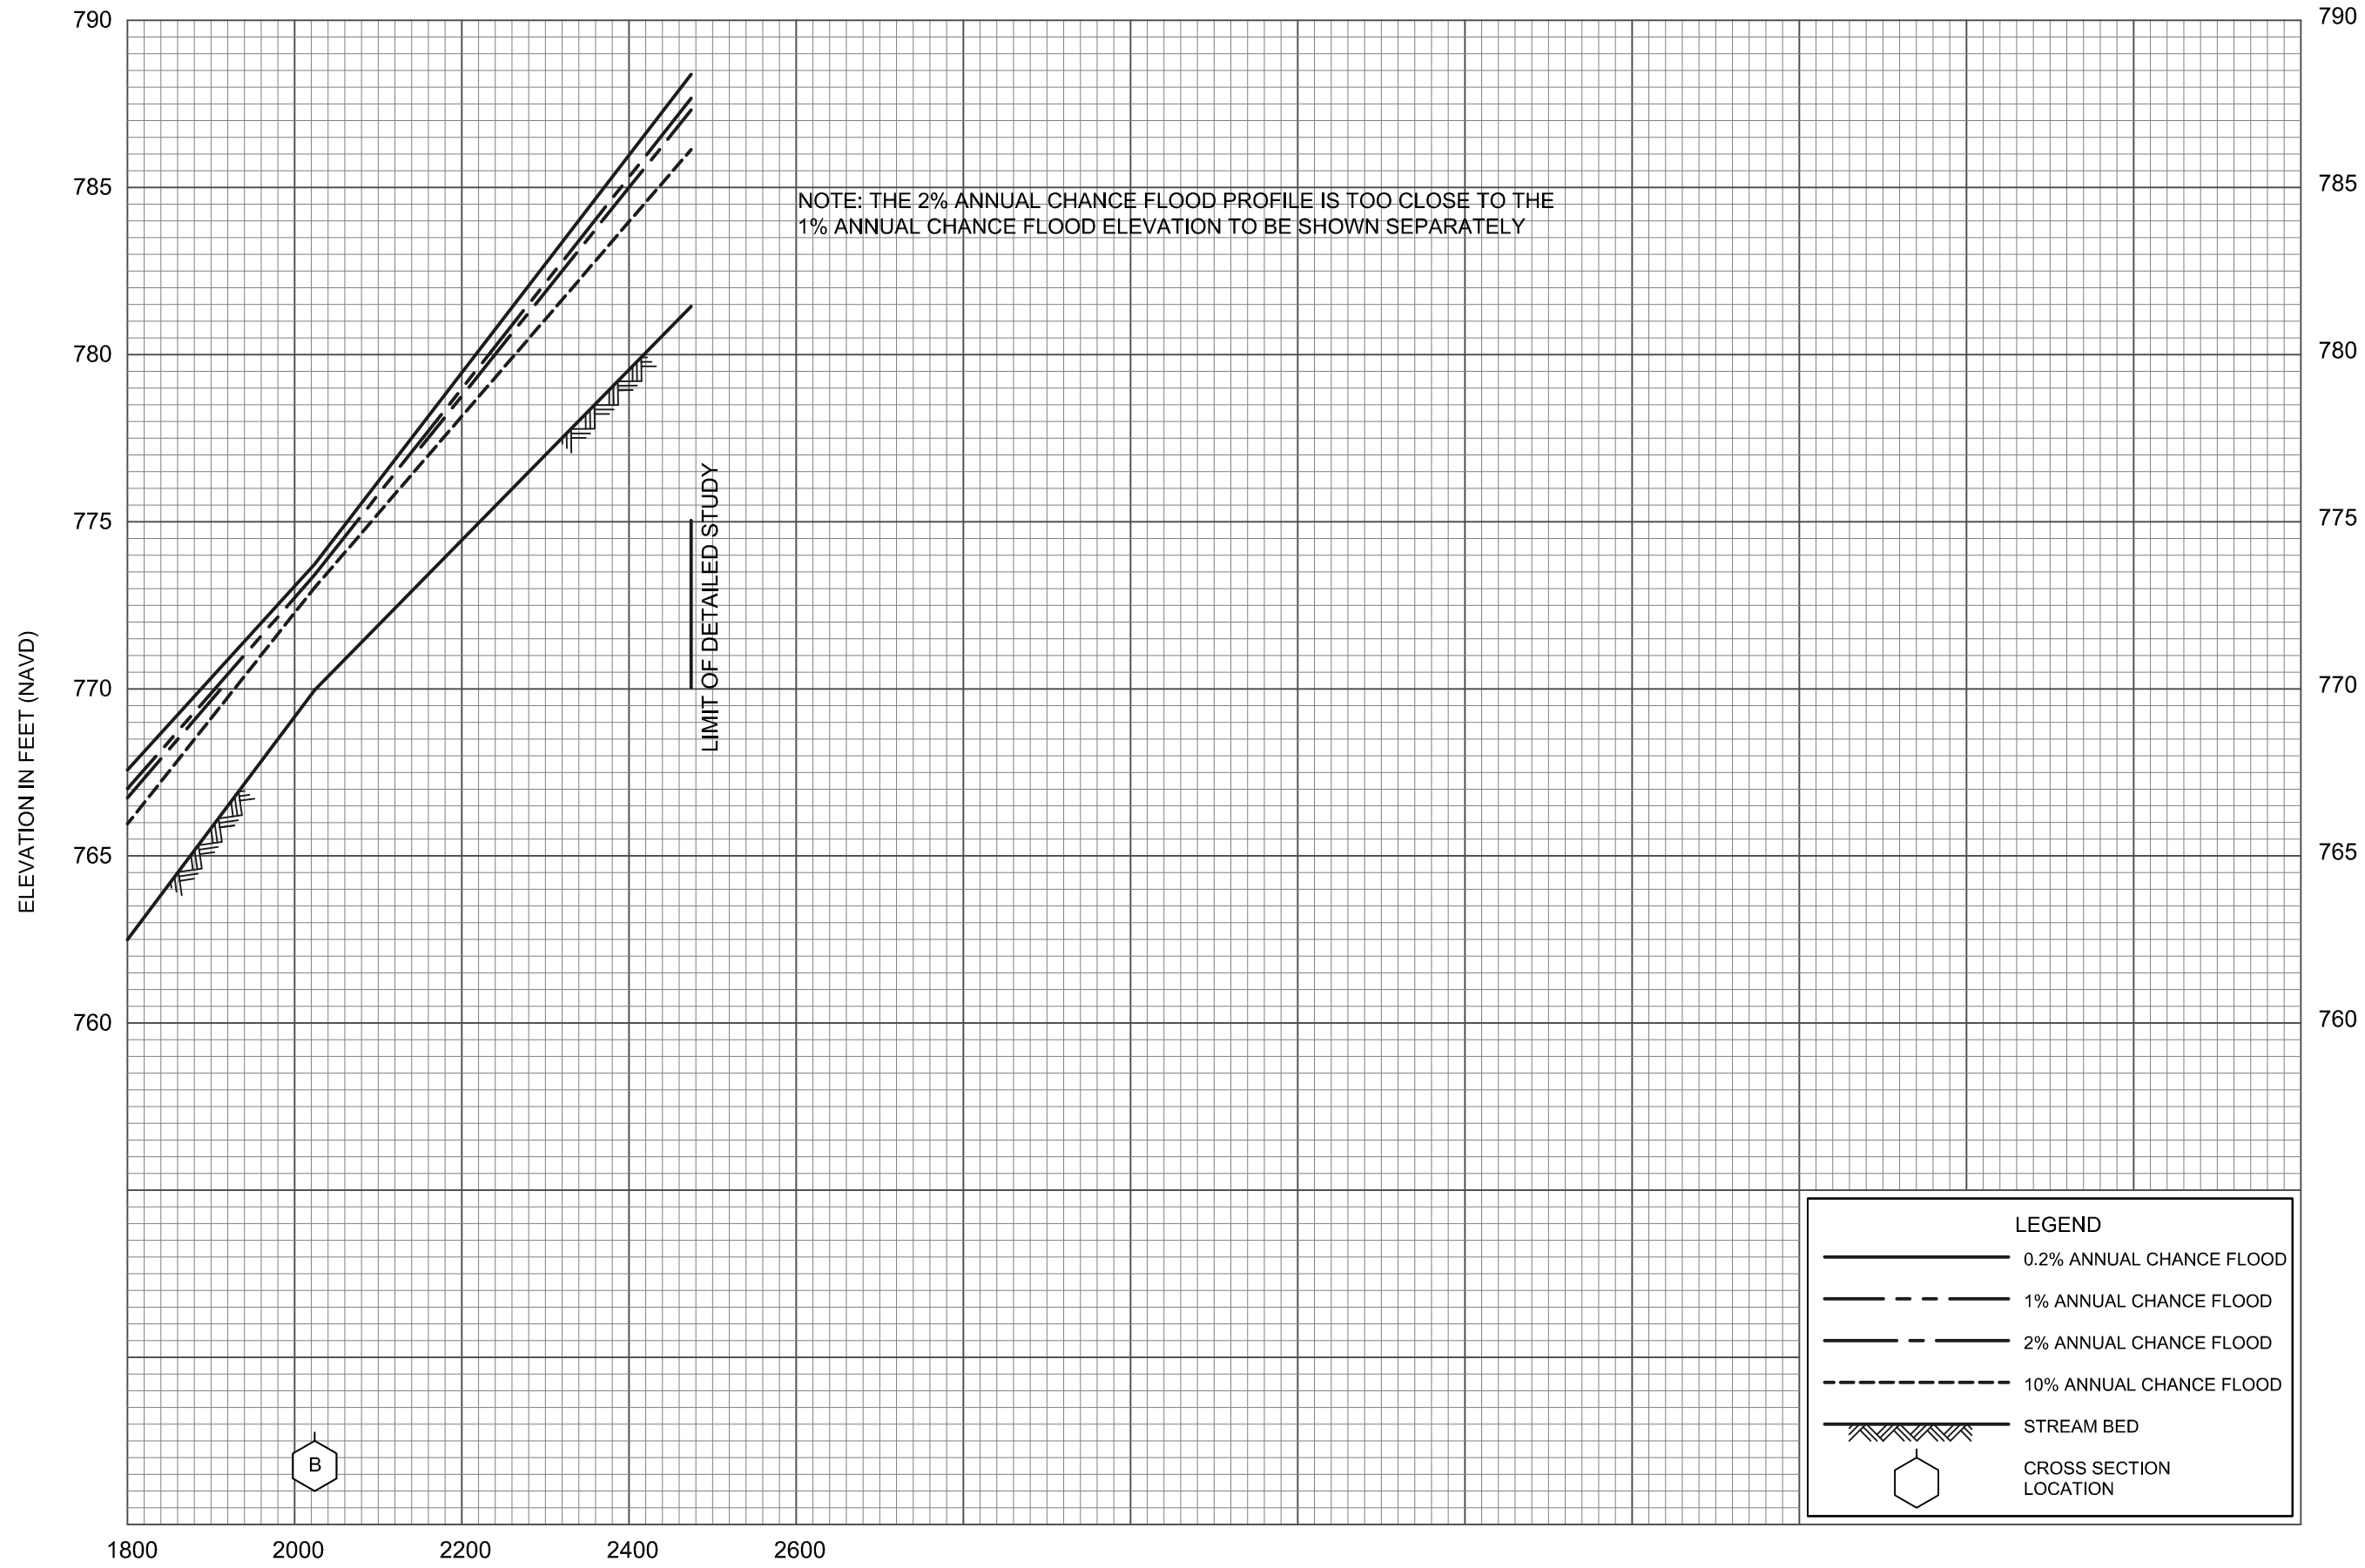 790
785
780
775
770
765
760
790
785
780
775
770
765
760
ELEVATION IN FEET (NAVD)
NOTE: THE 2% ANNUAL CHANCE FLOOD PROFILE IS TOO CLOSE TO THE
1% ANNUAL CHANCE FLOOD ELEVATION TO BE SHOWN SEPARATELY
LIMIT OF DETAILED STUDY
B
LEGEND
0.2% ANNUAL CHANCE FLOOD
1% ANNUAL CHANCE FLOOD
2% ANNUAL CHANCE FLOOD
10% ANNUAL CHANCE FLOOD
STREAM BED
CROSS SECTION
LOCATION
1800 2000 2200 2400 2600